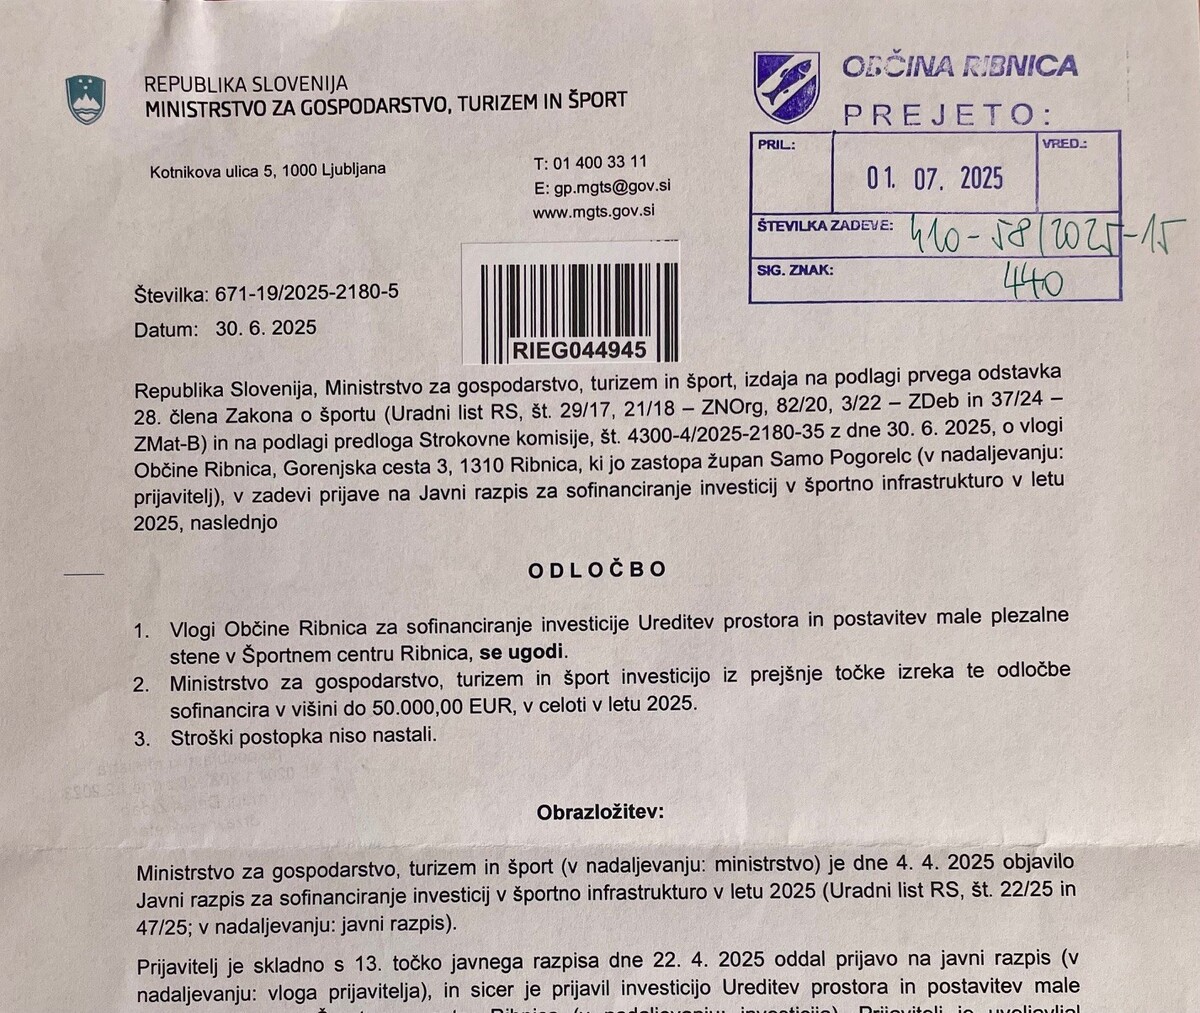 REPUBLIKA SLOVENIJA
MINISTRSTVO ZA GOSPODARSTVO, TURIZEM IN ŠPORT
Kotnikova ulica 5, 1000 Ljubljana
T: 01 400 33 11
E: gp.mgts@gov.si
www.mgts.gov.si
OBČINA RIBNICA
PREJETO:
PRIL.:
01. 07. 2025
VRED.:
ŠTEVILKA ZADEVE: 410-58/2025-15
SIG. ZNAK: 440
Številka: 671-19/2025-2180-5
Datum: 30. 6. 2025
RIEG044945
Republika Slovenija, Ministrstvo za gospodarstvo, turizem in šport, izdaja na podlagi prvega odstavka
28. člena Zakona o športu (Uradni list RS, št. 29/17, 21/18 – ZNOrg, 82/20, 3/22 – ZDeb in 37/24 –
ZMat-B) in na podlagi predloga Strokovne komisije, št. 4300-4/2025-2180-35 z dne 30. 6. 2025, o vlogi
Občine Ribnica, Gorenjska cesta 3, 1310 Ribnica, ki jo zastopa župan Samo Pogorelc (v nadaljevanju:
prijavitelj), v zadevi prijave na Javni razpis za sofinanciranje investicij v športno infrastrukturo v letu
2025, naslednjo
ODLOČBO
1. Vlogi Občine Ribnica za sofinanciranje investicije Ureditev prostora in postavitev male plezalne
stene v Športnem centru Ribnica, se ugodi.
2. Ministrstvo za gospodarstvo, turizem in šport investicijo iz prejšnje točke izreka te odločbe
sofinancira v višini do 50.000,00 EUR, v celoti v letu 2025.
3. Stroški postopka niso nastali.
Obrazložitev:
Ministrstvo za gospodarstvo, turizem in šport (v nadaljevanju: ministrstvo) je dne 4. 4. 2025 objavilo
Javni razpis za sofinanciranje investicij v športno infrastrukturo v letu 2025 (Uradni list RS, št. 22/25 in
47/25; v nadaljevanju: javni razpis).
Prijavitelj je skladno s 13. točko javnega razpisa dne 22. 4. 2025 oddal prijavo na javni razpis (v
nadaljevanju: vloga prijavitelja), in sicer je prijavil investicijo Ureditev prostora in postavitev male
Ribnica (v nadaljevanju: investicija). Prijavitelj je uveljavljal